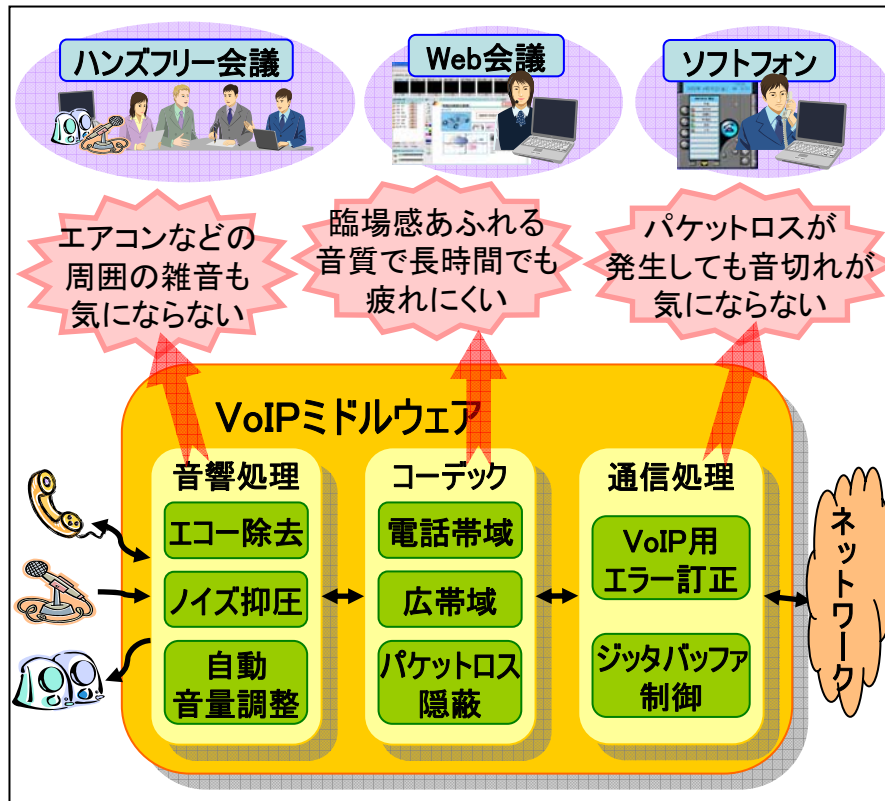 ハンズフリー会議
Web会議
ソフトフォン
エアコンなどの
周囲の雑音も
気にならない
臨場感あふれる
音質で長時間でも
疲れにくい
パケットロスが
発生しても音切れが
気にならない
VoIPミドルウェア
音響処理
エコー除去
ノイズ抑圧
自動
音量調整
コーデック
電話帯域
広帯域
パケットロス
隠蔽
通信処理
VoIP用
エラー訂正
ジッタバッファ
制御
ネットワーク